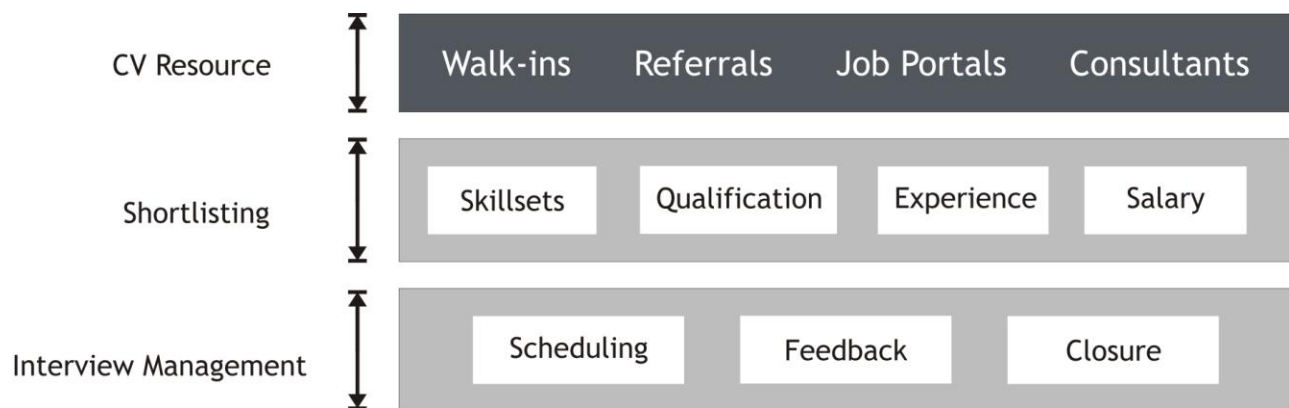 CV Resource
Walk-ins Referrals Job Portals Consultants
Shortlisting
Skillsets Qualification Experience Salary
Interview Management
Scheduling Feedback Closure